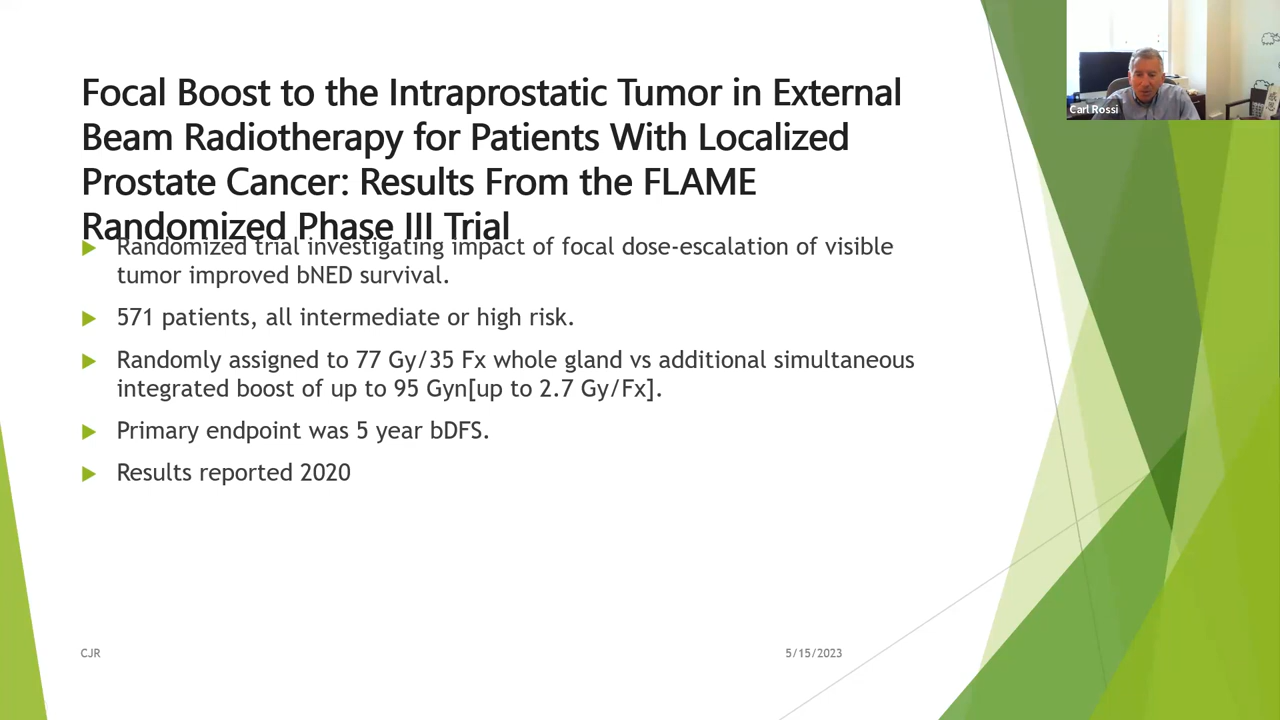 Focal Boost to the Intraprostatic Tumor in External
Beam Radiotherapy for Patients With Localized
Prostate Cancer: Results From the FLAME
Randomized Phase III Trial
Randomized trial investigating impact of focal dose-escalation of visible
tumor improved bNED survival.
571 patients, all intermediate or high risk.
Randomly assigned to 77 Gy/35 Fx whole gland vs additional simultaneous
integrated boost of up to 95 Gyn[up to 2.7 Gy/Fx].
Primary endpoint was 5 year bDFS.
Results reported 2020
CJR
5/15/2023
Carl Rossi